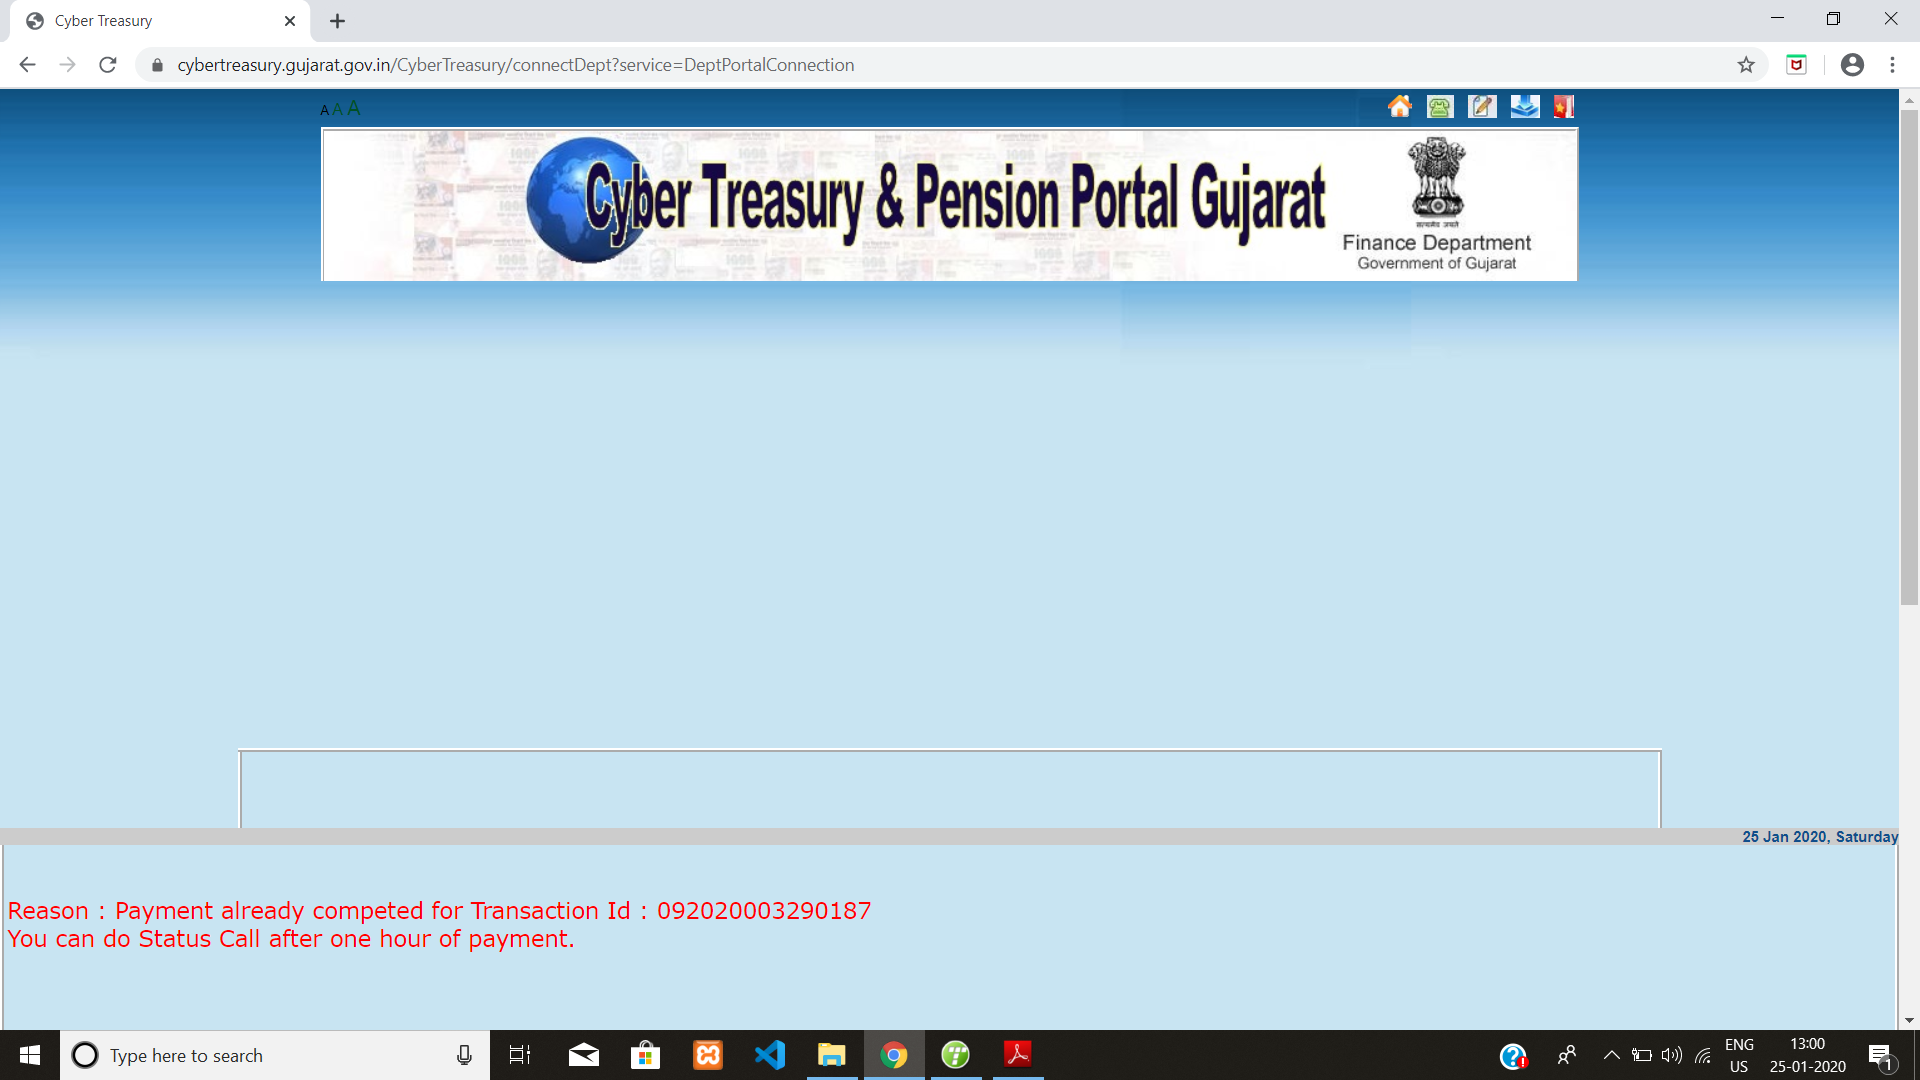 Cyber Treasury
cybertreasury.gujarat.gov.in/CyberTreasury/connectDept?service=DeptPortalConnection
A A A
Cyber Treasury & Pension Portal Gujarat
सत्यमेव जयते
Finance Department
Government of Gujarat
25 Jan 2020, Saturday
Reason : Payment already competed for Transaction Id : 092020003290187
You can do Status Call after one hour of payment.
Type here to search
ENG
US
13:00
25-01-2020
1